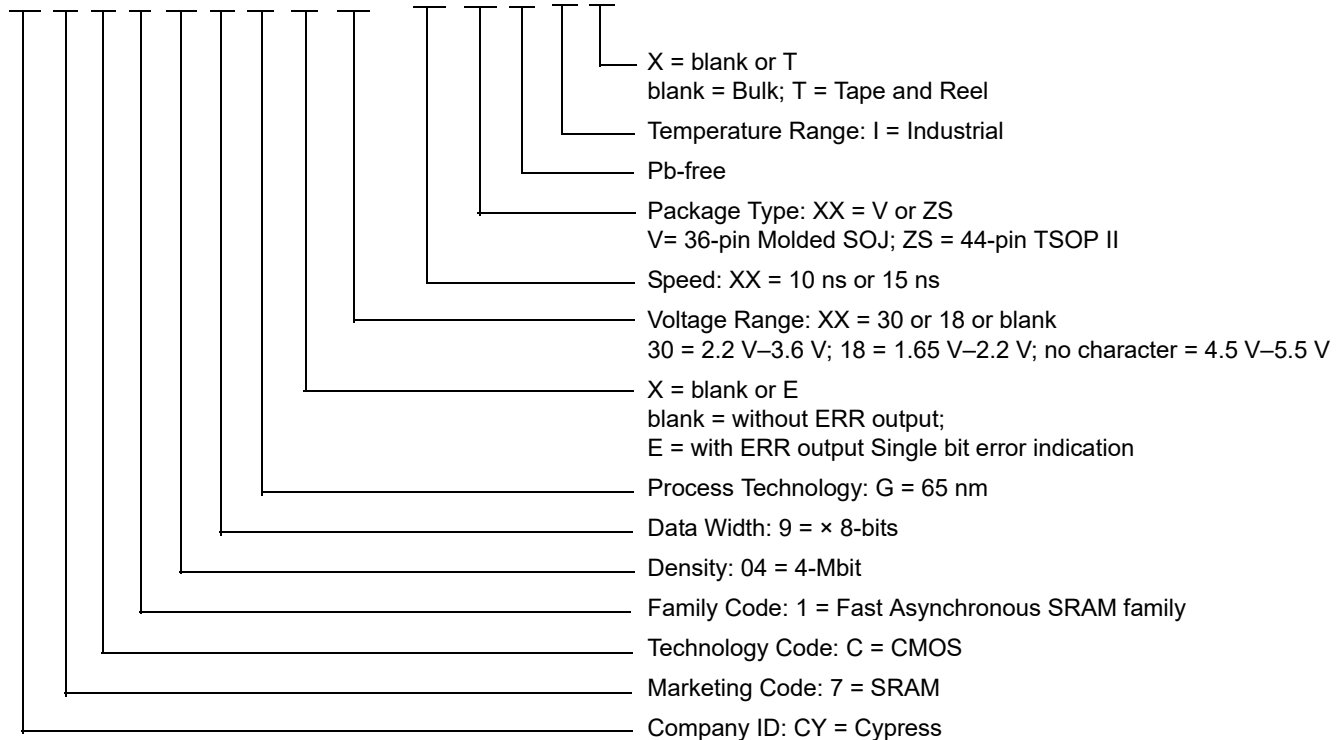 X = blank or T
blank = Bulk; T = Tape and Reel
Temperature Range: I = Industrial
Pb-free
Package Type: XX = V or ZS
V= 36-pin Molded SOJ; ZS = 44-pin TSOP II
Speed: XX = 10 ns or 15 ns
Voltage Range: XX = 30 or 18 or blank
30 = 2.2 V–3.6 V; 18 = 1.65 V–2.2 V; no character = 4.5 V–5.5 V
X = blank or E
blank = without ERR output;
E = with ERR output Single bit error indication
Process Technology: G = 65 nm
Data Width: 9 = × 8-bits
Density: 04 = 4-Mbit
Family Code: 1 = Fast Asynchronous SRAM family
Technology Code: C = CMOS
Marketing Code: 7 = SRAM
Company ID: CY = Cypress